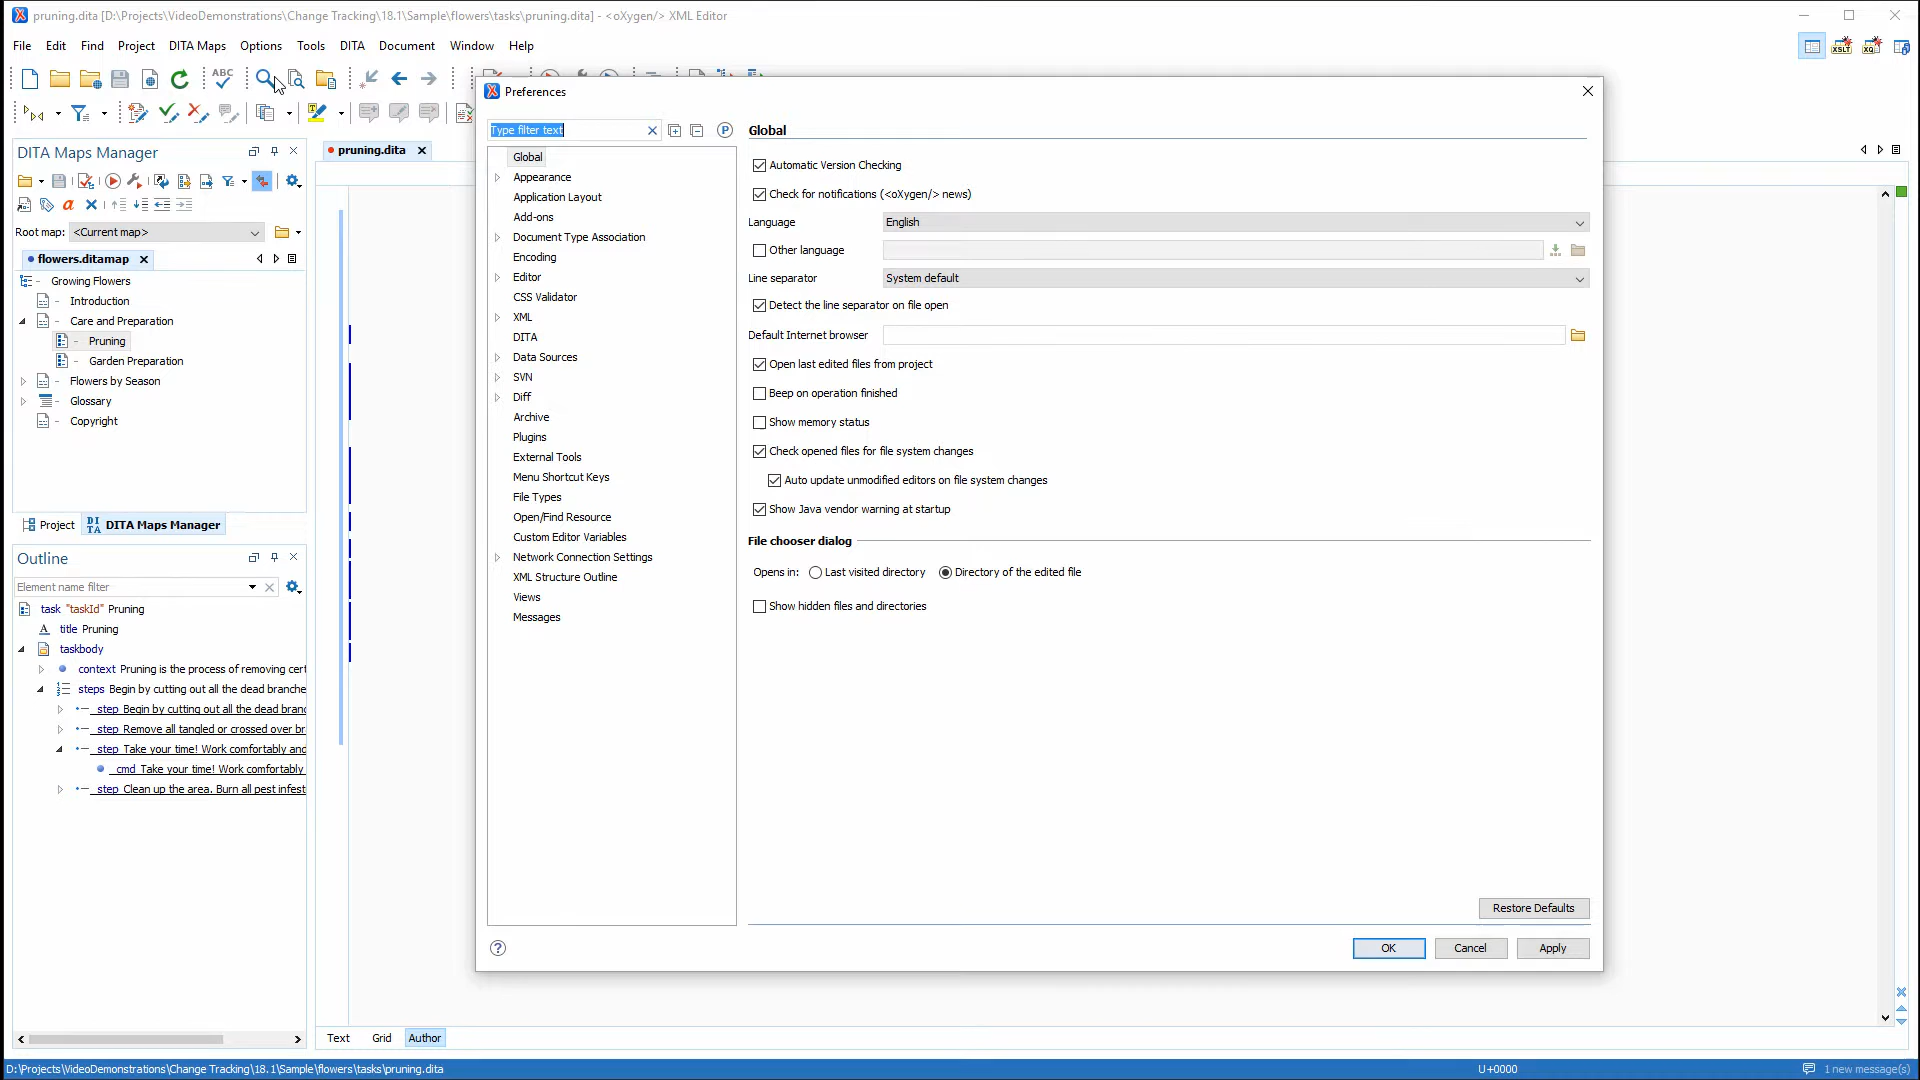 pruning.dita [D:\Projects\VideoDemonstrations\Change Tracking\18.1\Sample\flowers\tasks\pruning.dita] - <oXygen/> XML Editor
File Edit Find Project DITA Maps Options Tools DITA Document Window Help
XSLT XQ
ABC
DITA Maps Manager
Root map: <Current map>
flowers.ditamap
Growing Flowers
Introduction
Care and Preparation
Pruning
Garden Preparation
Flowers by Season
Glossary
Copyright
Project DITA Maps Manager
Outline
Element name filter
task "taskId" Pruning
title Pruning
taskbody
context Pruning is the process of removing cert
steps Begin by cutting out all the dead branche
step Begin by cutting out all the dead branc
step Remove all tangled or crossed over br
step Take your time! Work comfortably and
cmd Take your time! Work comfortably
step Clean up the area. Burn all pest infest
pruning.dita
Preferences
Type filter text
P
Global
Appearance
Application Layout
Add-ons
Document Type Association
Encoding
Editor
CSS Validator
XML
DITA
Data Sources
SVN
Diff
Archive
Plugins
External Tools
Menu Shortcut Keys
File Types
Open/Find Resource
Custom Editor Variables
Network Connection Settings
XML Structure Outline
Views
Messages
Global
Automatic Version Checking
Check for notifications (<oXygen/> news)
Language English
Other language
Line separator System default
Detect the line separator on file open
Default Internet browser
Open last edited files from project
Beep on operation finished
Show memory status
Check opened files for file system changes
Auto update unmodified editors on file system changes
Show Java vendor warning at startup
File chooser dialog
Opens in: Last visited directory Directory of the edited file
Show hidden files and directories
Restore Defaults
? OK Cancel Apply
Text Grid Author
D:\Projects\VideoDemonstrations\Change Tracking\18.1\Sample\flowers\tasks\pruning.dita U+0000 1 new message(s)